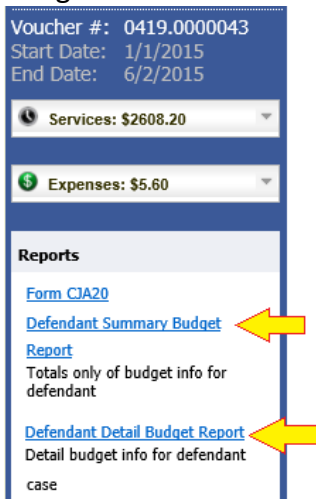 Voucher #: 0419.0000043
Start Date: 1/1/2015
End Date: 6/2/2015
Services: $2608.20
Expenses: $5.60
Reports
Form CJA20
Defendant Summary Budget
Report
Totals only of budget info for
defendant
Defendant Detail Budget Report
Detail budget info for defendant
case